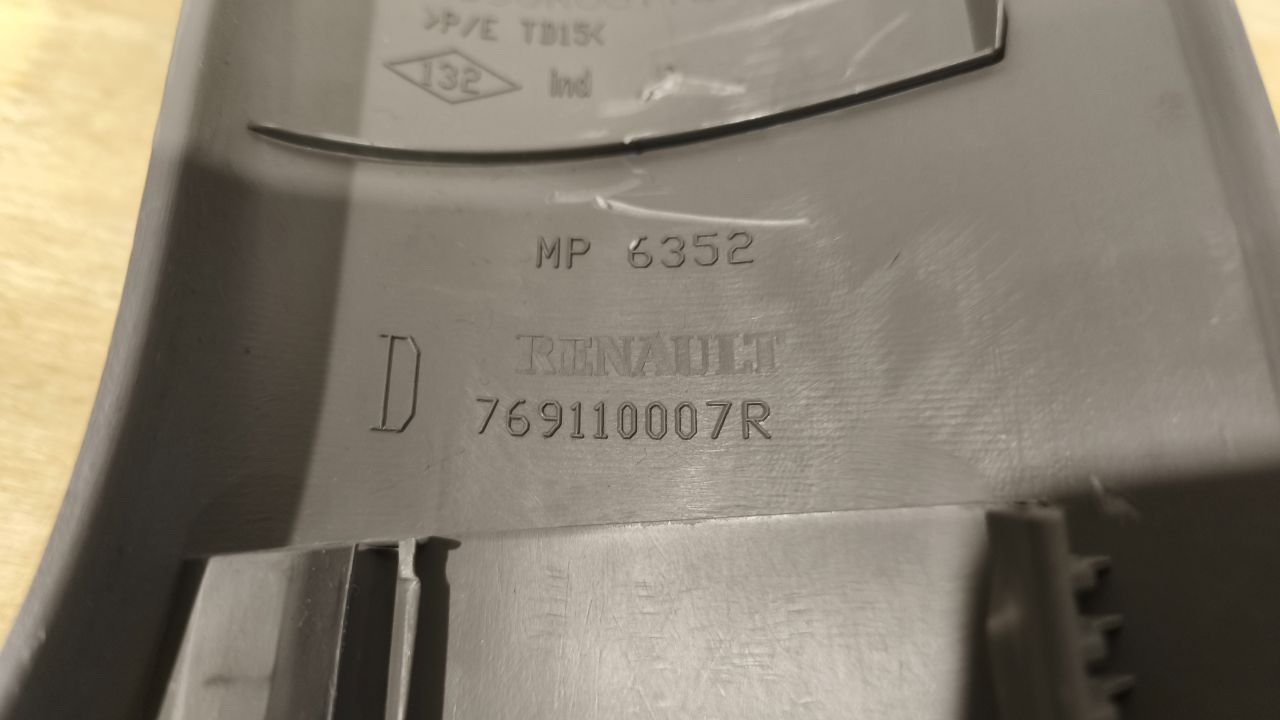 >P/E TD15<
132 Ind
MP 6352
D RENAULT
769110007R